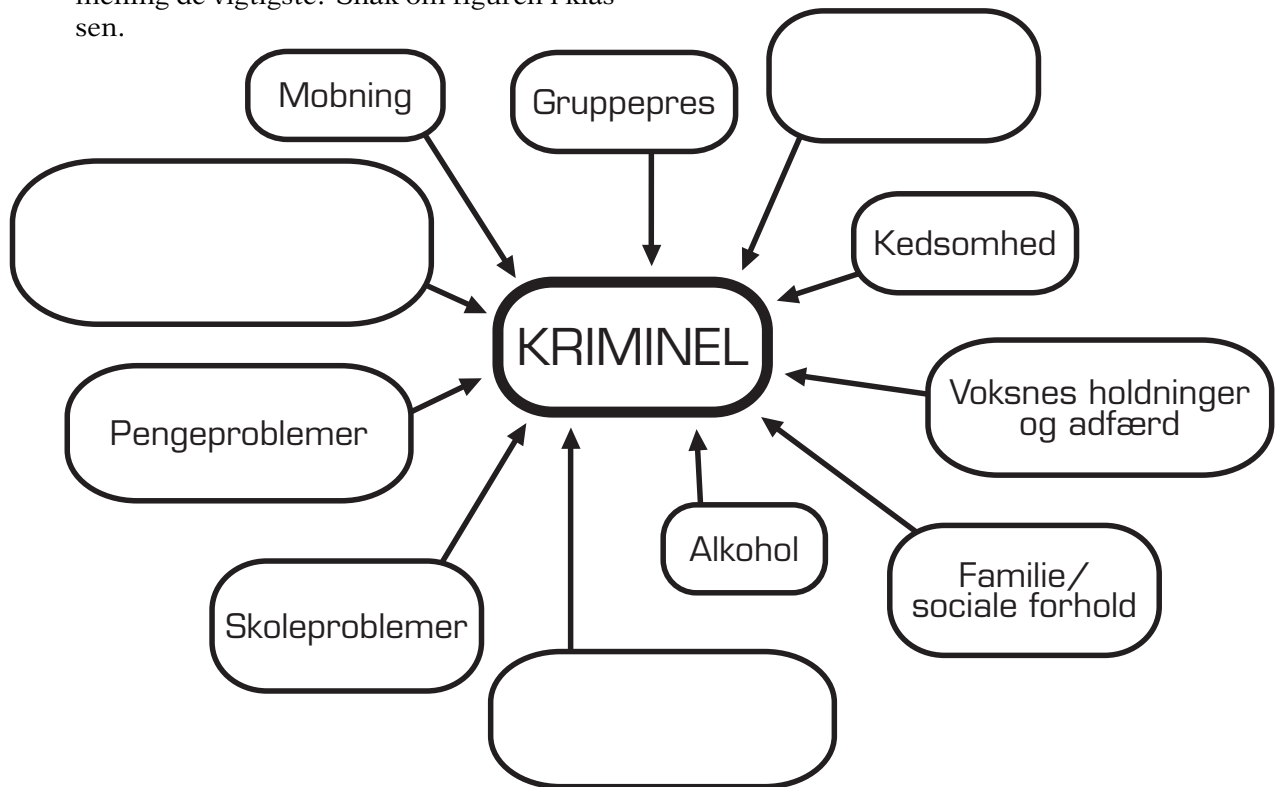 sen.
Mobning
Gruppepres
Kedsomhed
KRIMINEL
Voksnes holdninger
og adfærd
Pengeproblemer
Alkohol
Familie/
sociale forhold
Skoleproblemer